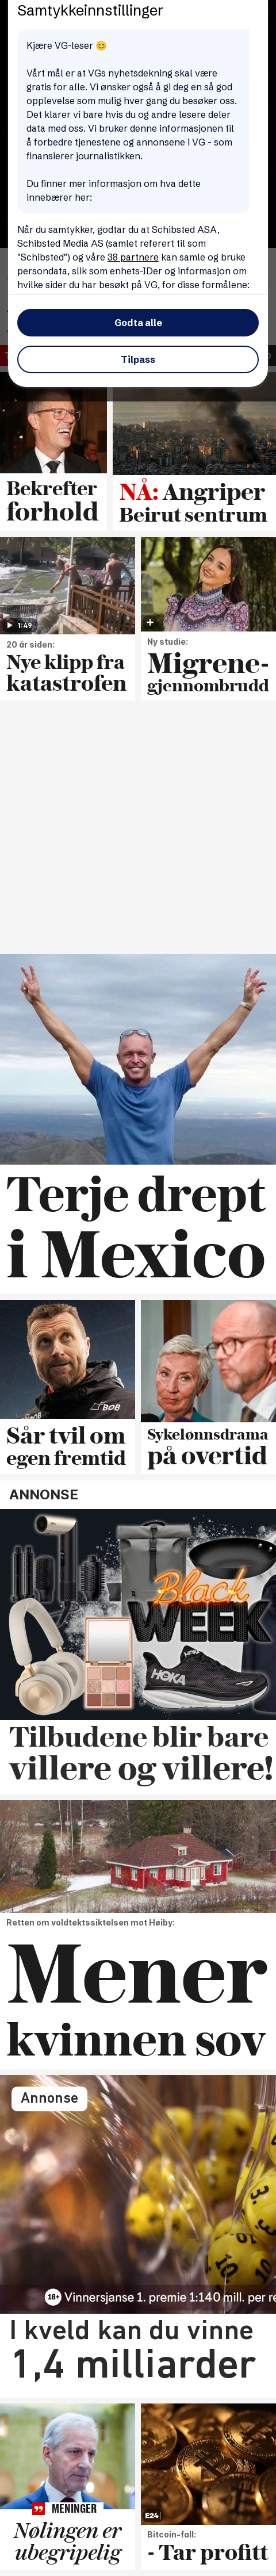 Samtykkeinnstillinger
Kjære VG-leser 😊
Vårt mål er at VGs nyhetsdekning skal være
gratis for alle. Vi ønsker også å gi deg en så god
opplevelse som mulig hver gang du besøker oss.
Det klarer vi bare hvis du og andre lesere deler
data med oss. Vi bruker denne informasjonen til
å forbedre tjenestene og annonsene i VG - som
finansierer journalistikken.
Du finner mer informasjon om hva dette
innebærer her:
Når du samtykker, godtar du at Schibsted ASA,
Schibsted Media AS (samlet referert til som
"Schibsted") og våre 38 partnere kan samle og bruke
persondata, slik som enhets-IDer og informasjon om
hvilke sider du har besøkt på VG, for disse formålene:
Godta alle
Tilpass
Bekrefter
forhold
NÅ: Angriper
Beirut sentrum
1:49
20 år siden:
Nye klipp fra
katastrofen
Ny studie:
Migrene-
gjennombrudd
Terje drept
i Mexico
BOB
Sår tvil om
egen fremtid
Sykelønnsdrama
på overtid
ANNONSE
Black
WEEK
HOKA
Tilbudene blir bare
villere og villere!
Retten om voldtektssiktelsen mot Høiby:
Mener
kvinnen sov
Annonse
18+ Vinnersjanse 1. premie 1:140 mill. per re
I kveld kan du vinne
1,4 milliarder
MENINGER
Nølingen er
ubegripelig
E24
Bitcoin-fall:
- Tar profitt